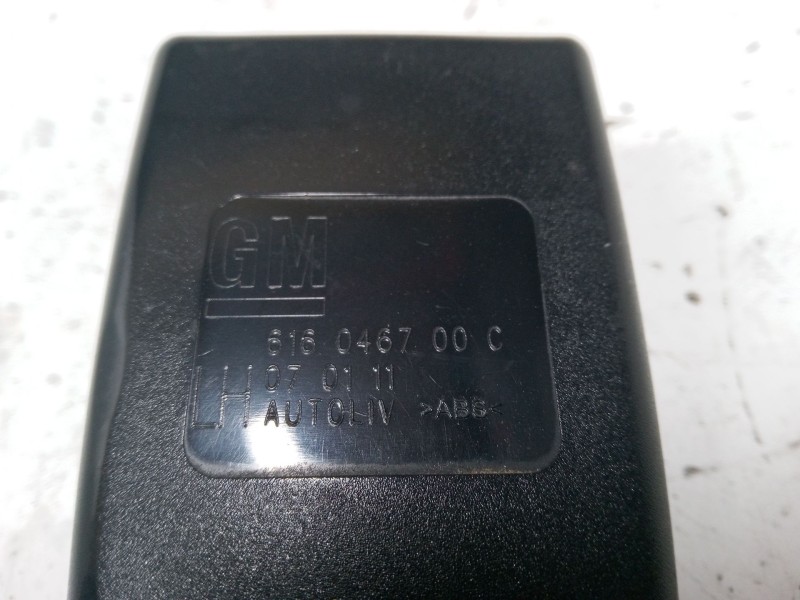 GM
616 0467 00 C
LH 07 01 11
AUTOLIV >ABS<